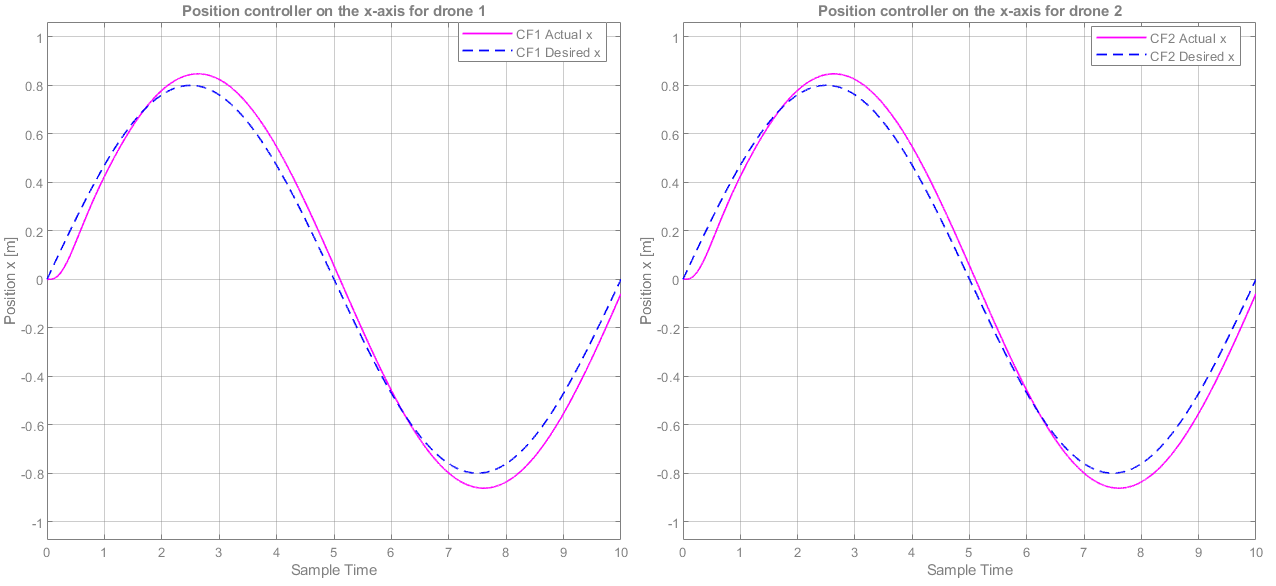 Position controller on the x-axis for drone 1
CF1 Actual x
CF1 Desired x
1
0.8
0.6
0.4
0.2
0
-0.2
-0.4
-0.6
-0.8
-1
Position x [m]
0 1 2 3 4 5 6 7 8 9 10
Sample Time
Position controller on the x-axis for drone 2
CF2 Actual x
CF2 Desired x
1
0.8
0.6
0.4
0.2
0
-0.2
-0.4
-0.6
-0.8
-1
Position x [m]
0 1 2 3 4 5 6 7 8 9 10
Sample Time